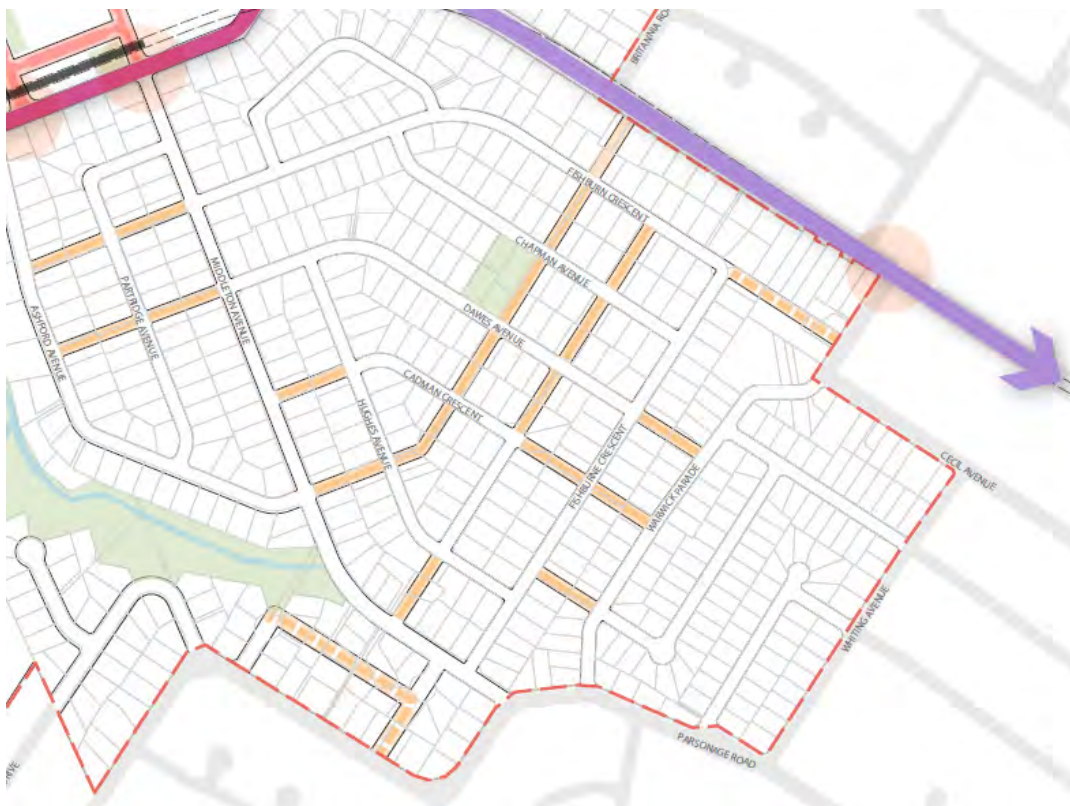 BRITANNIA RO
FISHBURN CRESCENT
CHAPMAN AVENUE
PARTRIDGE AVENUE
MIDDLETON AVENUE
ASHFORD AVENUE
DAWES AVENUE
CADMAN CRESCENT
HUGHES AVENUE
FISHBURNE CRESCENT
WARWICK PARADE
CECIL AVENUE
WHITING AVENUE
PARSONAGE ROAD